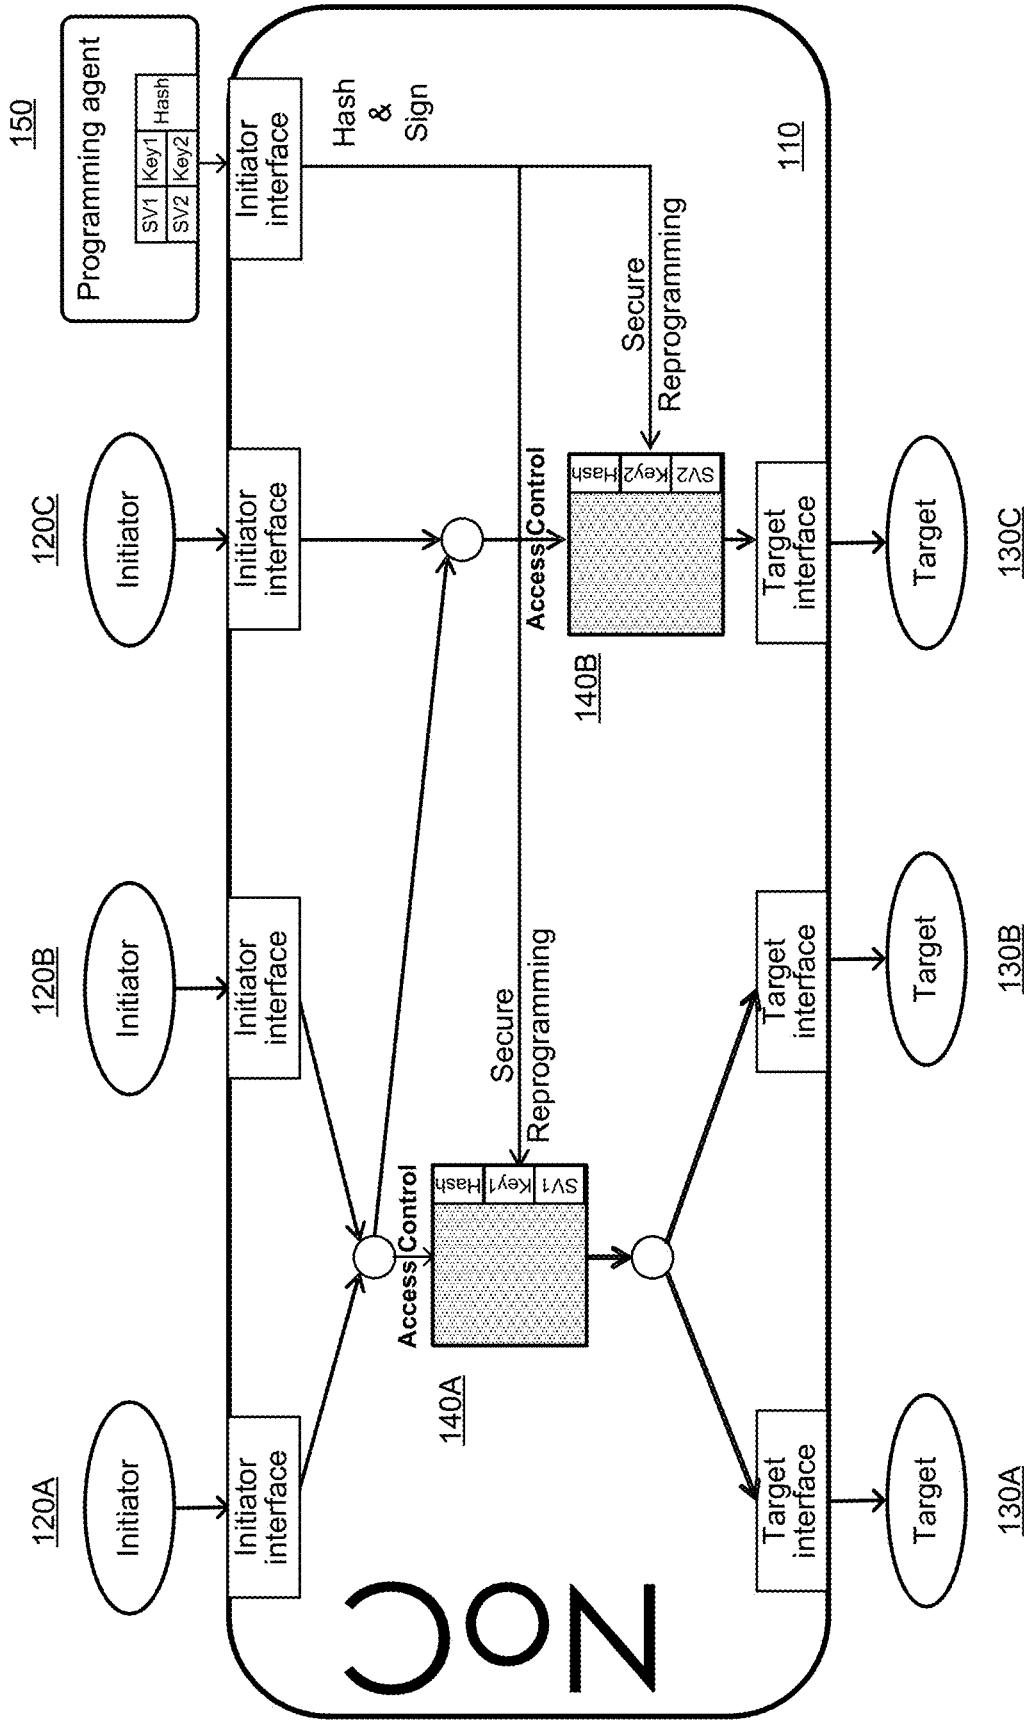 120A
120B
120C
150
Initiator
Initiator
Initiator
Programming agent
SV1 Key1
SV2 Key2
Hash
Initiator
interface
Initiator
interface
Initiator
interface
Initiator
interface
Hash
&
Sign
NoC
Access Control
140A
Hash
Key1
SV1
Secure
Reprogramming
Access Control
140B
Hash
Key2
SV2
Secure
Reprogramming
110
Target
interface
Target
interface
Target
interface
Target
Target
Target
130A
130B
130C